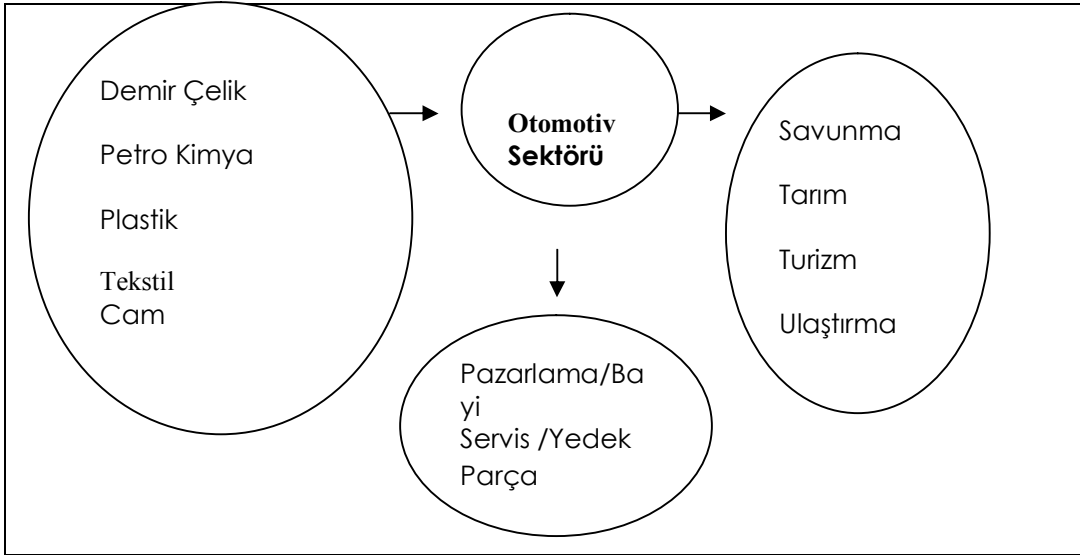 Demir Çelik
Petro Kimya
Plastik
Tekstil
Cam
Otomotiv
Sektörü
Savunma
Tarım
Turizm
Ulaştırma
Pazarlama/Ba
yi
Servis /Yedek
Parça